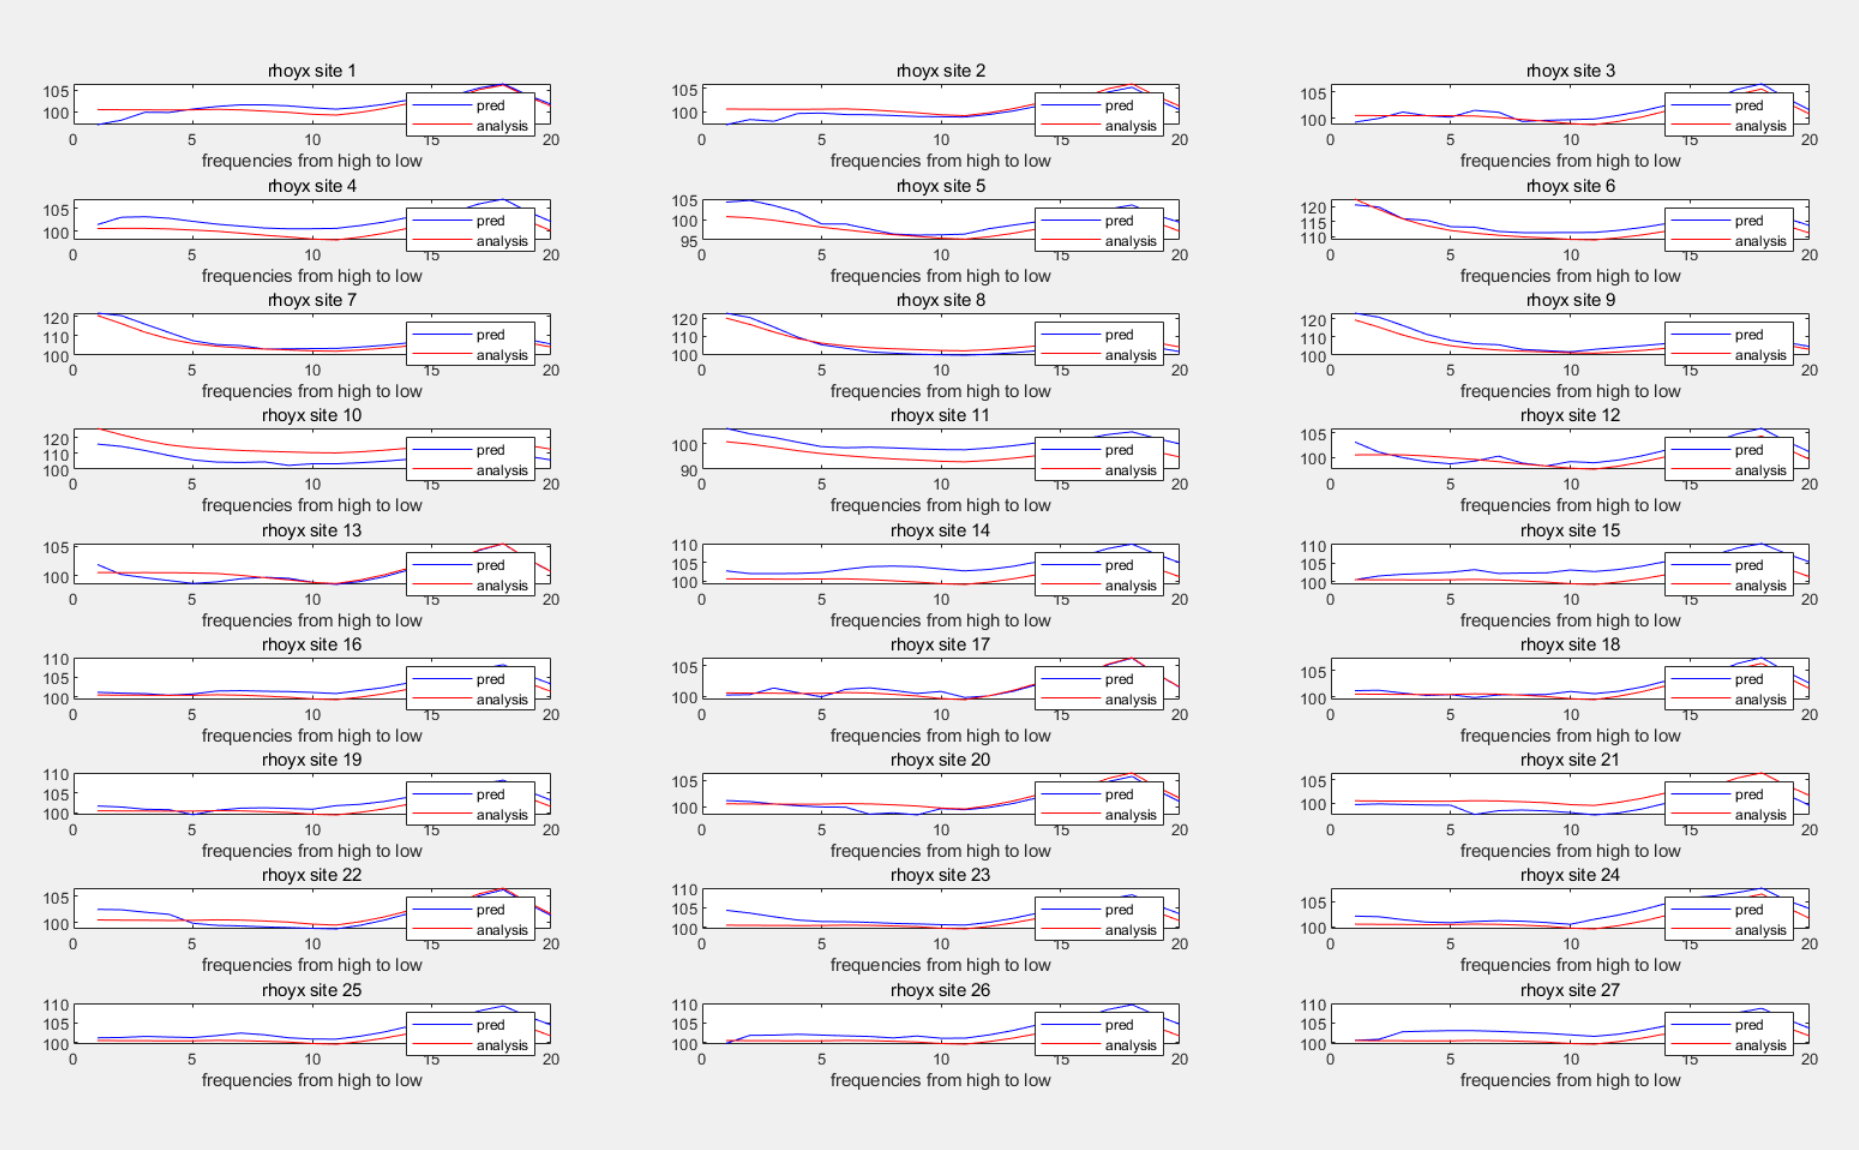 rhoyx site 1 rhoyx site 2 rhoyx site 3
105 105 105
100 100 100
pred pred pred
analysis analysis analysis
0 5 10 15 20 0 5 10 15 20 0 5 10 15 20
frequencies from high to low frequencies from high to low frequencies from high to low
rhoyx site 4 rhoyx site 5 rhoyx site 6
105 105 120
100 100 115
95 110
pred pred pred
analysis analysis analysis
0 5 10 15 20 0 5 10 15 20 0 5 10 15 20
frequencies from high to low frequencies from high to low frequencies from high to low
rhoyx site 7 rhoyx site 8 rhoyx site 9
120 120 120
110 110 110
100 100 100
pred pred pred
analysis analysis analysis
0 5 10 15 20 0 5 10 15 20 0 5 10 15 20
frequencies from high to low frequencies from high to low frequencies from high to low
rhoyx site 10 rhoyx site 11 rhoyx site 12
120 100 105
110 90 100
100
pred pred pred
analysis analysis analysis
0 5 10 15 20 0 5 10 15 20 0 5 10 15 20
frequencies from high to low frequencies from high to low frequencies from high to low
rhoyx site 13 rhoyx site 14 rhoyx site 15
105 110 110
100 105 105
100 100
pred pred pred
analysis analysis analysis
0 5 10 15 20 0 5 10 15 20 0 5 10 15 20
frequencies from high to low frequencies from high to low frequencies from high to low
rhoyx site 16 rhoyx site 17 rhoyx site 18
110 105 105
105 100 100
100
pred pred pred
analysis analysis analysis
0 5 10 15 20 0 5 10 15 20 0 5 10 15 20
frequencies from high to low frequencies from high to low frequencies from high to low
rhoyx site 19 rhoyx site 20 rhoyx site 21
110 105 105
105 100 100
100
pred pred pred
analysis analysis analysis
0 5 10 15 20 0 5 10 15 20 0 5 10 15 20
frequencies from high to low frequencies from high to low frequencies from high to low
rhoyx site 22 rhoyx site 23 rhoyx site 24
105 110 105
100 105 100
100
pred pred pred
analysis analysis analysis
0 5 10 15 20 0 5 10 15 20 0 5 10 15 20
frequencies from high to low frequencies from high to low frequencies from high to low
rhoyx site 25 rhoyx site 26 rhoyx site 27
110 110 110
105 105 105
100 100 100
pred pred pred
analysis analysis analysis
0 5 10 15 20 0 5 10 15 20 0 5 10 15 20
frequencies from high to low frequencies from high to low frequencies from high to low